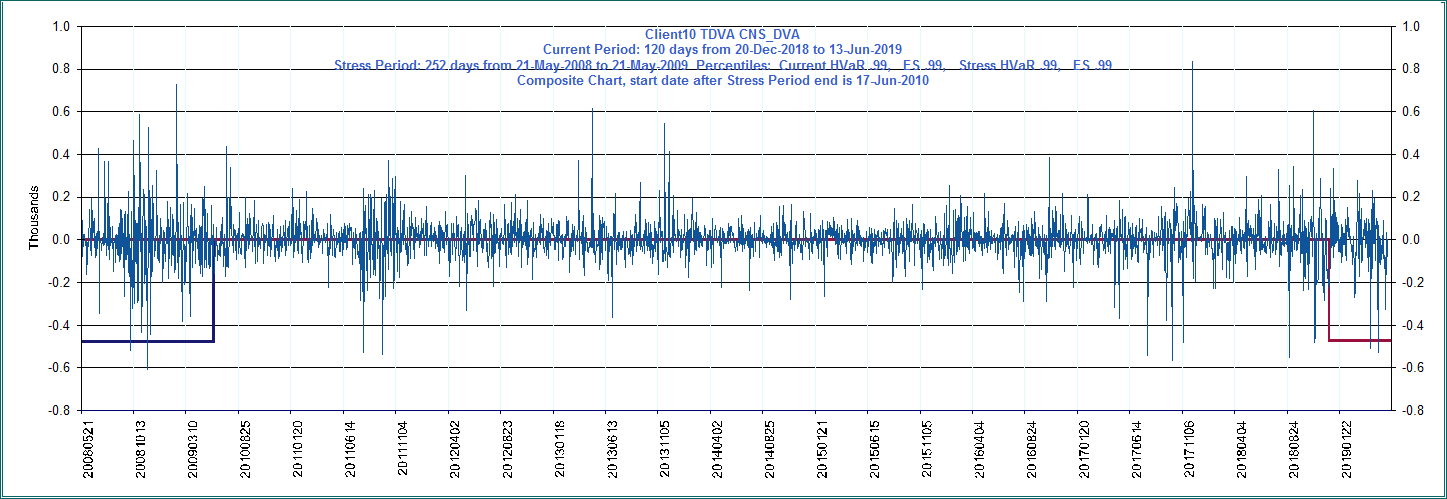 Client10 TDVA CNS_DVA
Current Period: 120 days from 20-Dec-2018 to 13-Jun-2019
Stress Period: 252 days from 21-May-2008 to 21-May-2009 Percentiles: Current HVaR .99, ES .99, Stress HVaR .99, ES .99
Composite Chart, start date after Stress Period end is 17-Jun-2010
1.0 1.0
0.8 0.8
0.6 0.6
0.4 0.4
0.2 0.2
0.0 0.0
-0.2 -0.2
-0.4 -0.4
-0.6 -0.6
-0.8 -0.8
Thousands
20080521 20081013 20090310 20100825 20110120 20110614 20111104 20120402 20120823 20130118 20130613 20131105 20140402 20140825 20150121 20150615 20151105 20160404 20160824 20170120 20170614 20171106 20180404 20180824 20190122